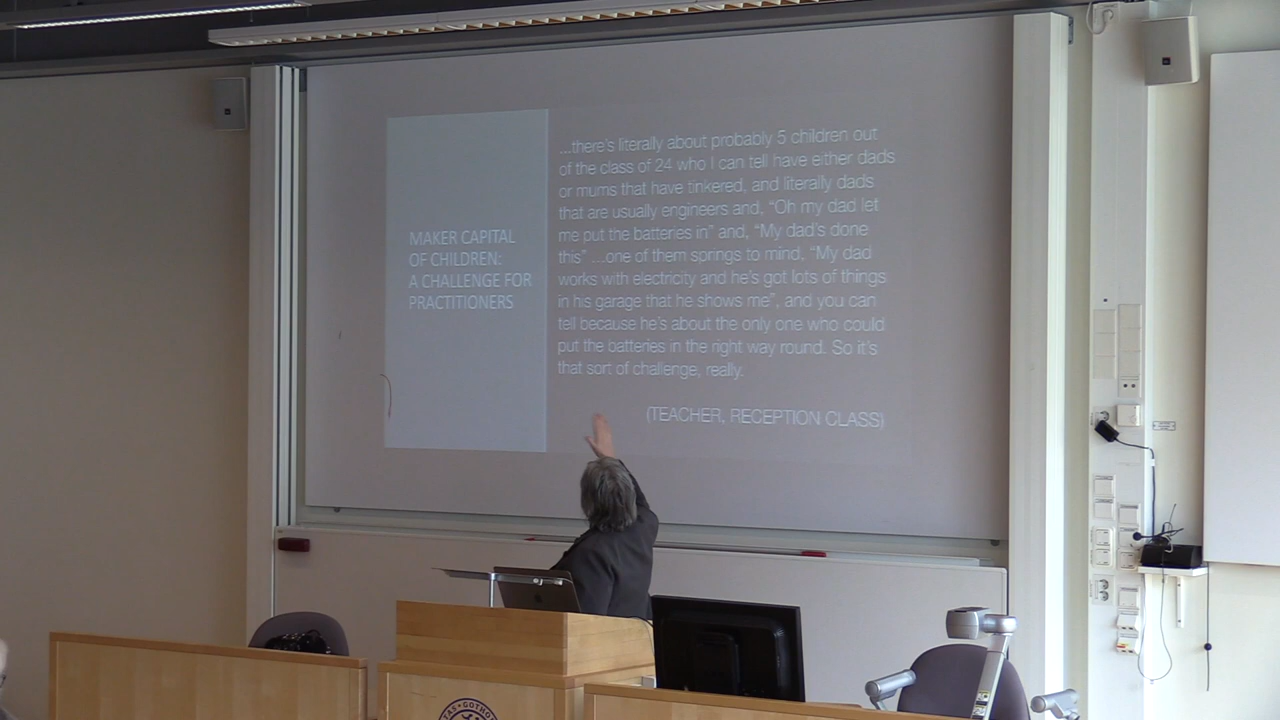 MAKER CAPITAL
OF CHILDREN:
A CHALLENGE FOR
PRACTITIONERS
...there's literally about probably 5 children out
of the class of 24 who I can tell have either dads
or mums that have tinkered, and literally dads
that are usually engineers and, "Oh my dad let
me put the batteries in" and, "My dad's done
this" ...one of them springs to mind, "My dad
works with electricity and he's got lots of things
in his garage that he shows me", and you can
tell because he's about the only one who could
put the batteries in the right way round. So it's
that sort of challenge, really.
(TEACHER, RECEPTION CLASS)